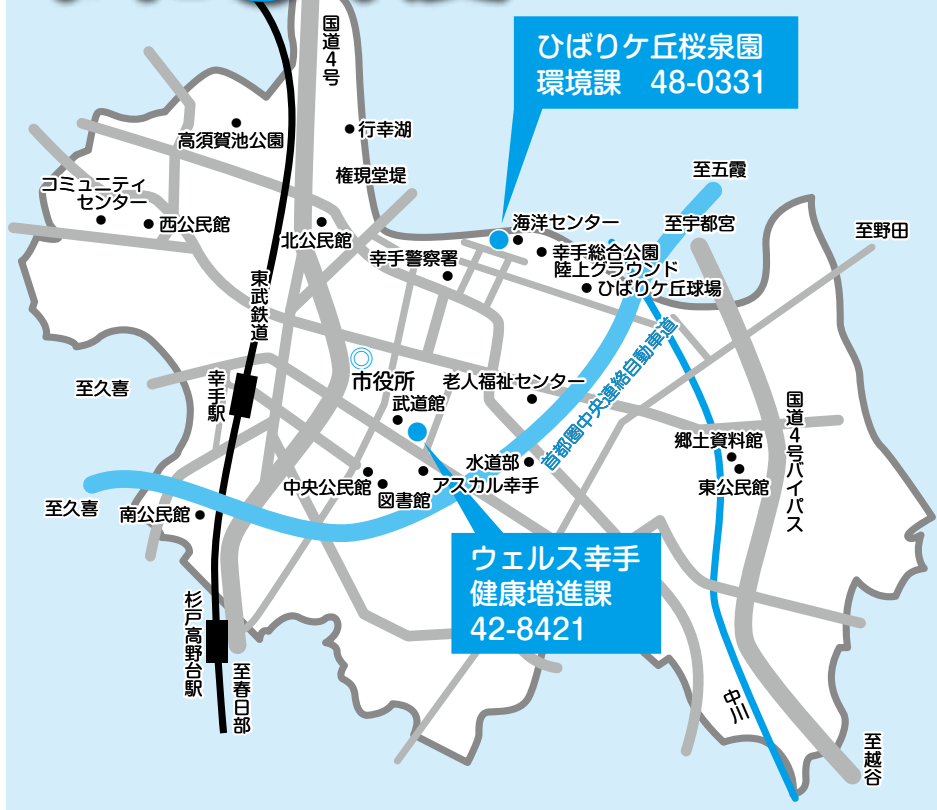 国道4号
ひばりケ丘桜泉園
環境課　48-0331
高須賀池公園
行幸湖
権現堂堤
コミュニティ
センター
西公民館
北公民館
海洋センター
至五霞
至宇都宮
至野田
幸手警察署
幸手総合公園
陸上グラウンド
ひばりケ丘球場
東武鉄道
首都圏中央連絡自動車道
市役所
老人福祉センター
至久喜
幸手駅
武道館
国道4号バイパス
郷土資料館
水道部
東公民館
中央公民館
図書館
アスカル幸手
至久喜
南公民館
ウェルス幸手
健康増進課
42-8421
杉戸高野台駅
至春日部
中川
至越谷